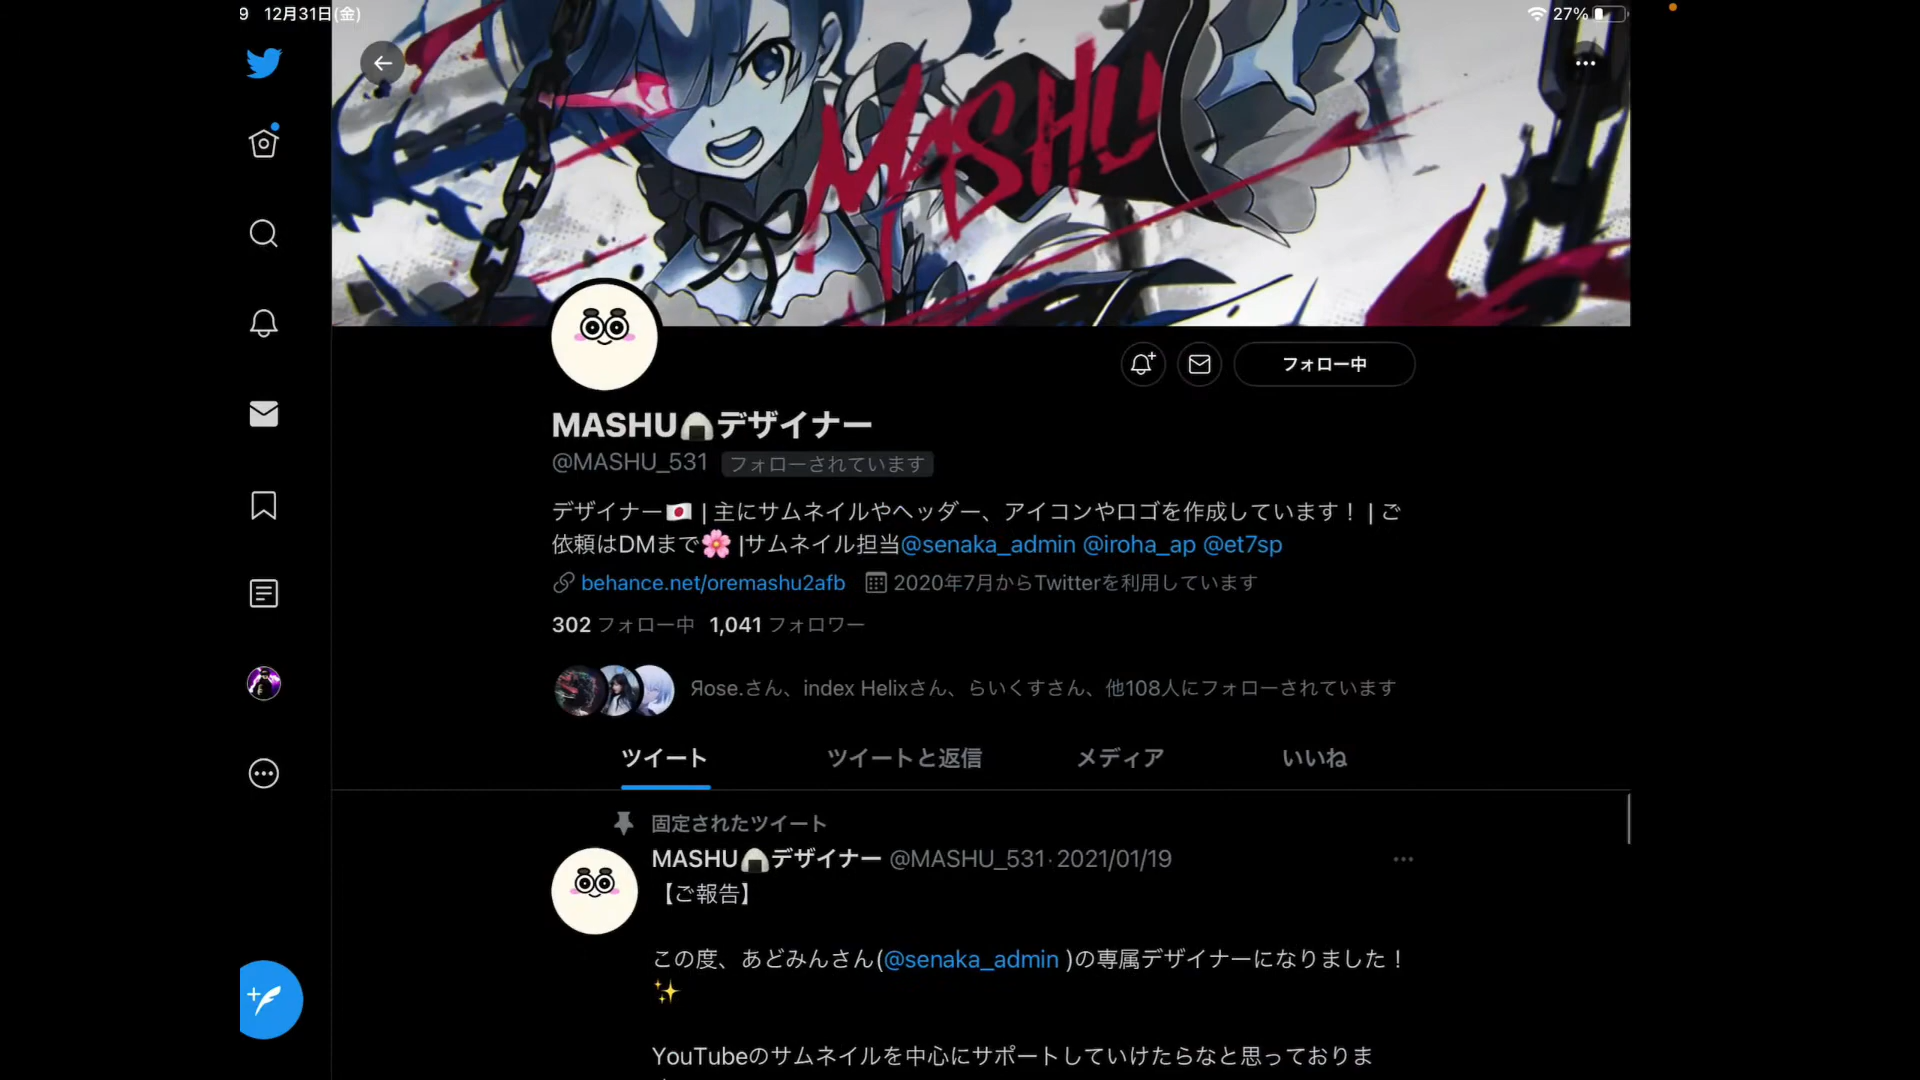 9 12月31日(金)
27%
MASHU
フォロー中
MASHU🍙デザイナー
@MASHU_531 フォローされています
デザイナー🇯🇵 | 主にサムネイルやヘッダー、アイコンやロゴを作成しています！ | ご
依頼はDMまで🌸 |サムネイル担当@senaka_admin @iroha_ap @et7sp
behance.net/oremashu2afb 2020年7月からTwitterを利用しています
302 フォロー中 1,041 フォロワー
Яose.さん、index Helixさん、らいくすさん、他108人にフォローされています
ツイート ツイートと返信 メディア いいね
固定されたツイート
MASHU🍙デザイナー @MASHU_531· 2021/01/19
【ご報告】
この度、あどみんさん(@senaka_admin )の専属デザイナーになりました！
✨
YouTubeのサムネイルを中心にサポートしていけたらなと思っておりま